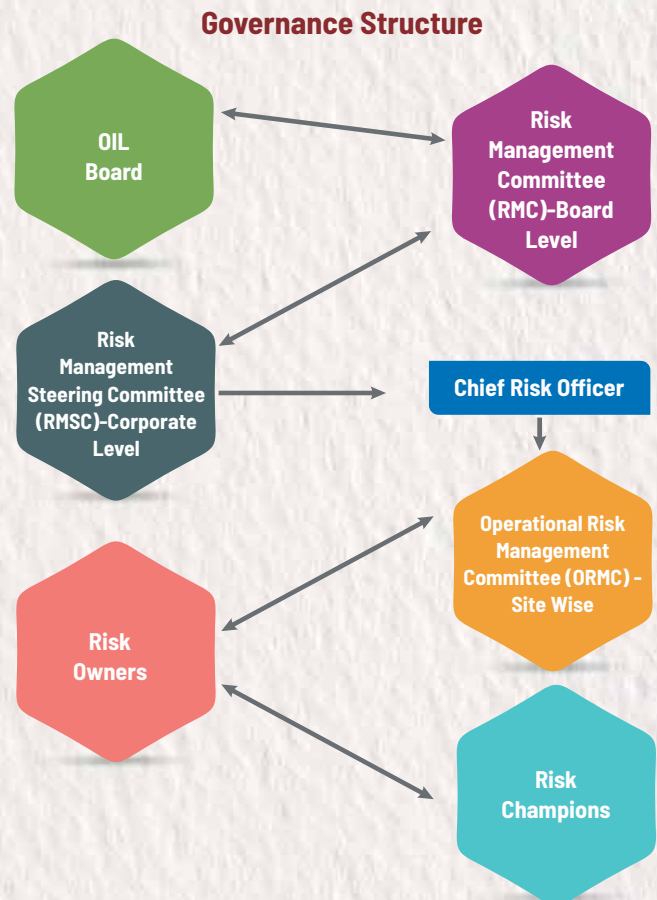 Governance Structure
OIL
Board
Risk
Management
Committee
(RMC)-Board
Level
Risk
Management
Steering Committee
(RMSC)-Corporate
Level
Chief Risk Officer
Operational Risk
Management
Committee (ORMC) -
Site Wise
Risk
Owners
Risk
Champions